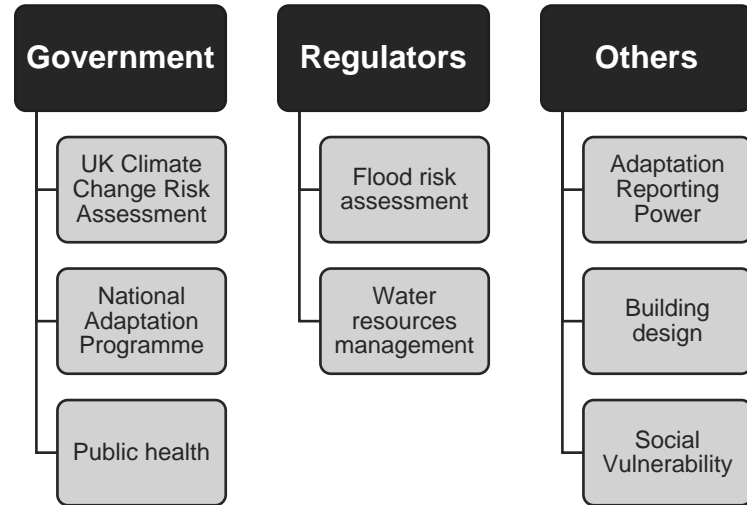 Government
UK Climate
Change Risk
Assessment
National
Adaptation
Programme
Public health
Regulators
Flood risk
assessment
Water
resources
management
Others
Adaptation
Reporting
Power
Building
design
Social
Vulnerability